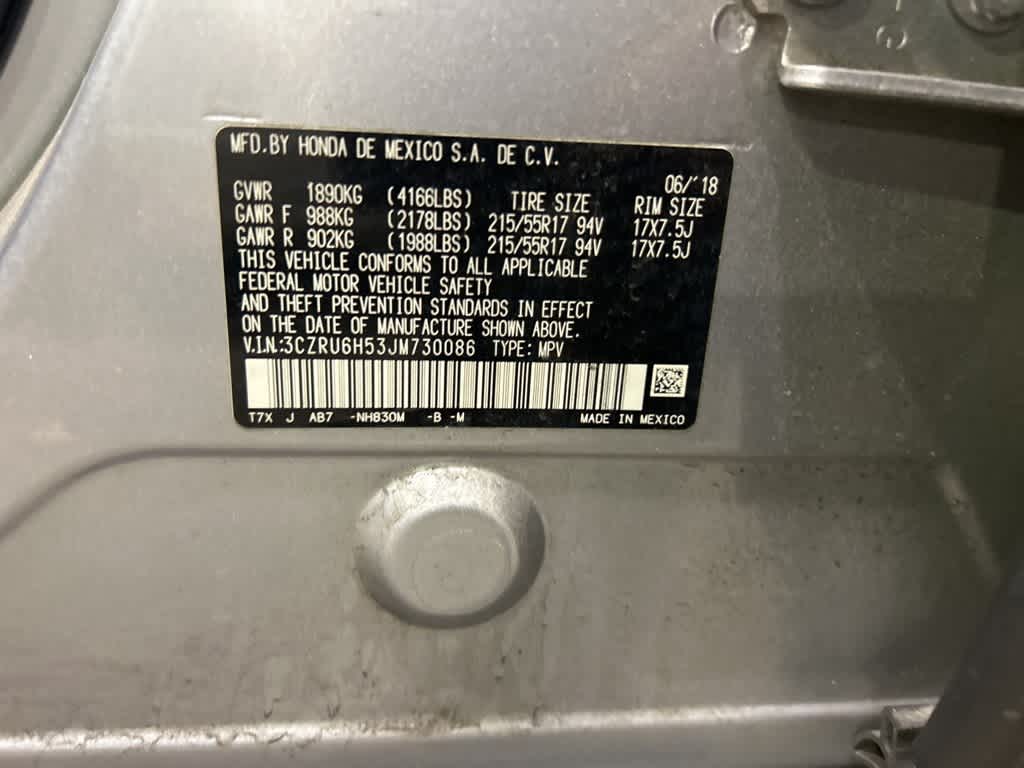 MFD.BY HONDA DE MEXICO S.A. DE C.V.
06/'18
GVWR 1890KG (4166LBS) TIRE SIZE RIM SIZE
GAWR F 988KG (2178LBS) 215/55R17 94V 17X7.5J
GAWR R 902KG (1988LBS) 215/55R17 94V 17X7.5J
THIS VEHICLE CONFORMS TO ALL APPLICABLE
FEDERAL MOTOR VEHICLE SAFETY
AND THEFT PREVENTION STANDARDS IN EFFECT
ON THE DATE OF MANUFACTURE SHOWN ABOVE.
V.I.N.:3CZRU6H53JM730086 TYPE: MPV
T7X J AB7 -NH830M -B -M MADE IN MEXICO